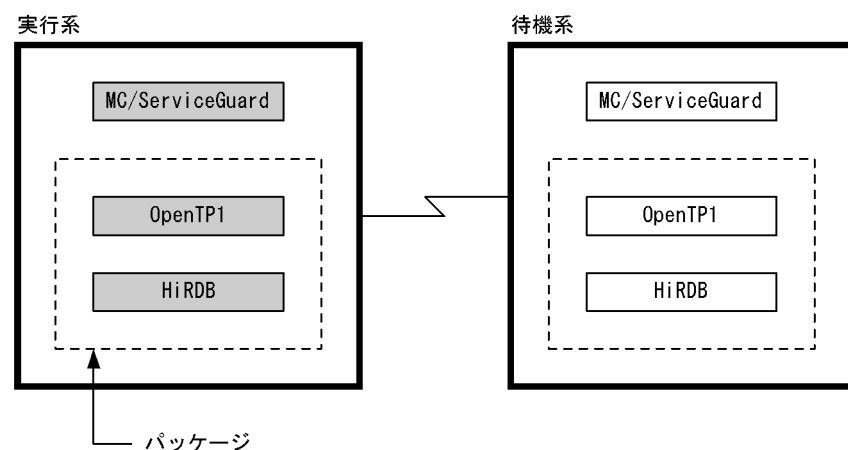 実行系
待機系
MC/ServiceGuard
MC/ServiceGuard
OpenTP1
OpenTP1
HiRDB
HiRDB
パッケージ